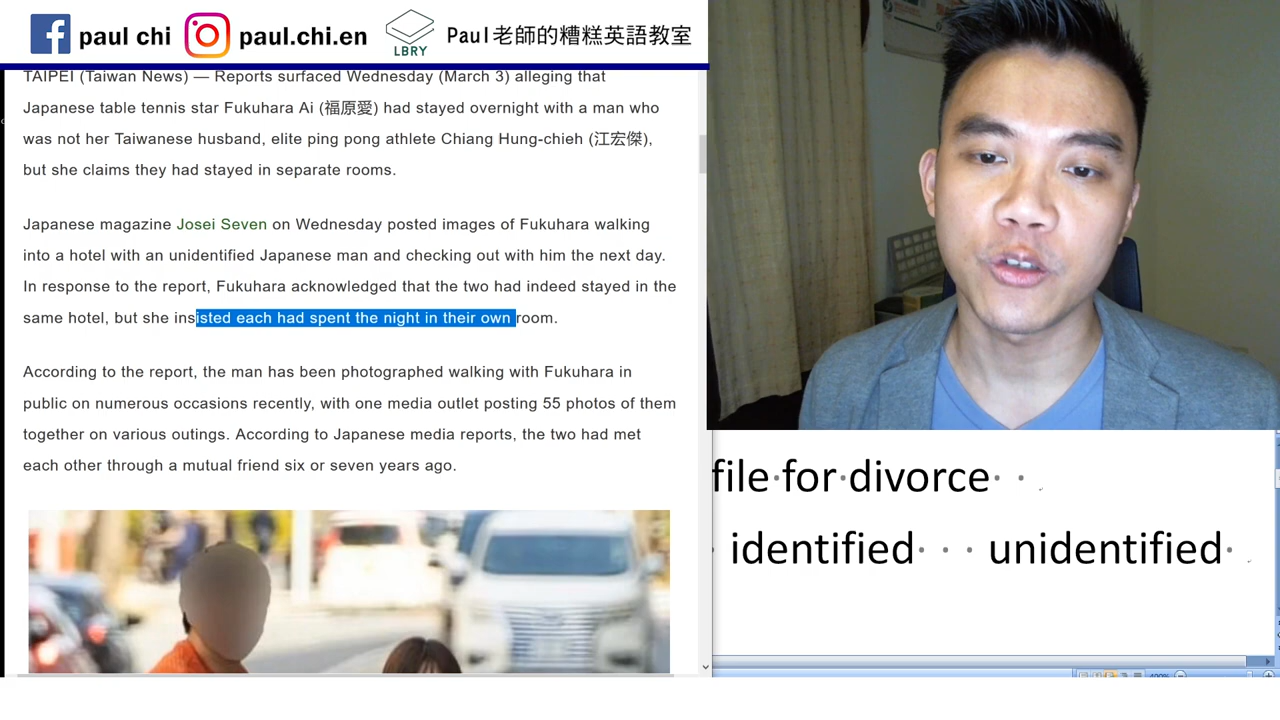 paul chi
paul.chi.en
LBRY
Paul老師的糟糕英語教室
TAIPEI (Taiwan News) — Reports surfaced Wednesday (March 3) alleging that
Japanese table tennis star Fukuhara Ai (福原愛) had stayed overnight with a man who
was not her Taiwanese husband, elite ping pong athlete Chiang Hung-chieh (江宏傑),
but she claims they had stayed in separate rooms.
Japanese magazine Josei Seven on Wednesday posted images of Fukuhara walking
into a hotel with an unidentified Japanese man and checking out with him the next day.
In response to the report, Fukuhara acknowledged that the two had indeed stayed in the
same hotel, but she insisted each had spent the night in their own room.
According to the report, the man has been photographed walking with Fukuhara in
public on numerous occasions recently, with one media outlet posting 55 photos of them
together on various outings. According to Japanese media reports, the two had met
each other through a mutual friend six or seven years ago.
file·for·divorce
identified · · · unidentified
400%